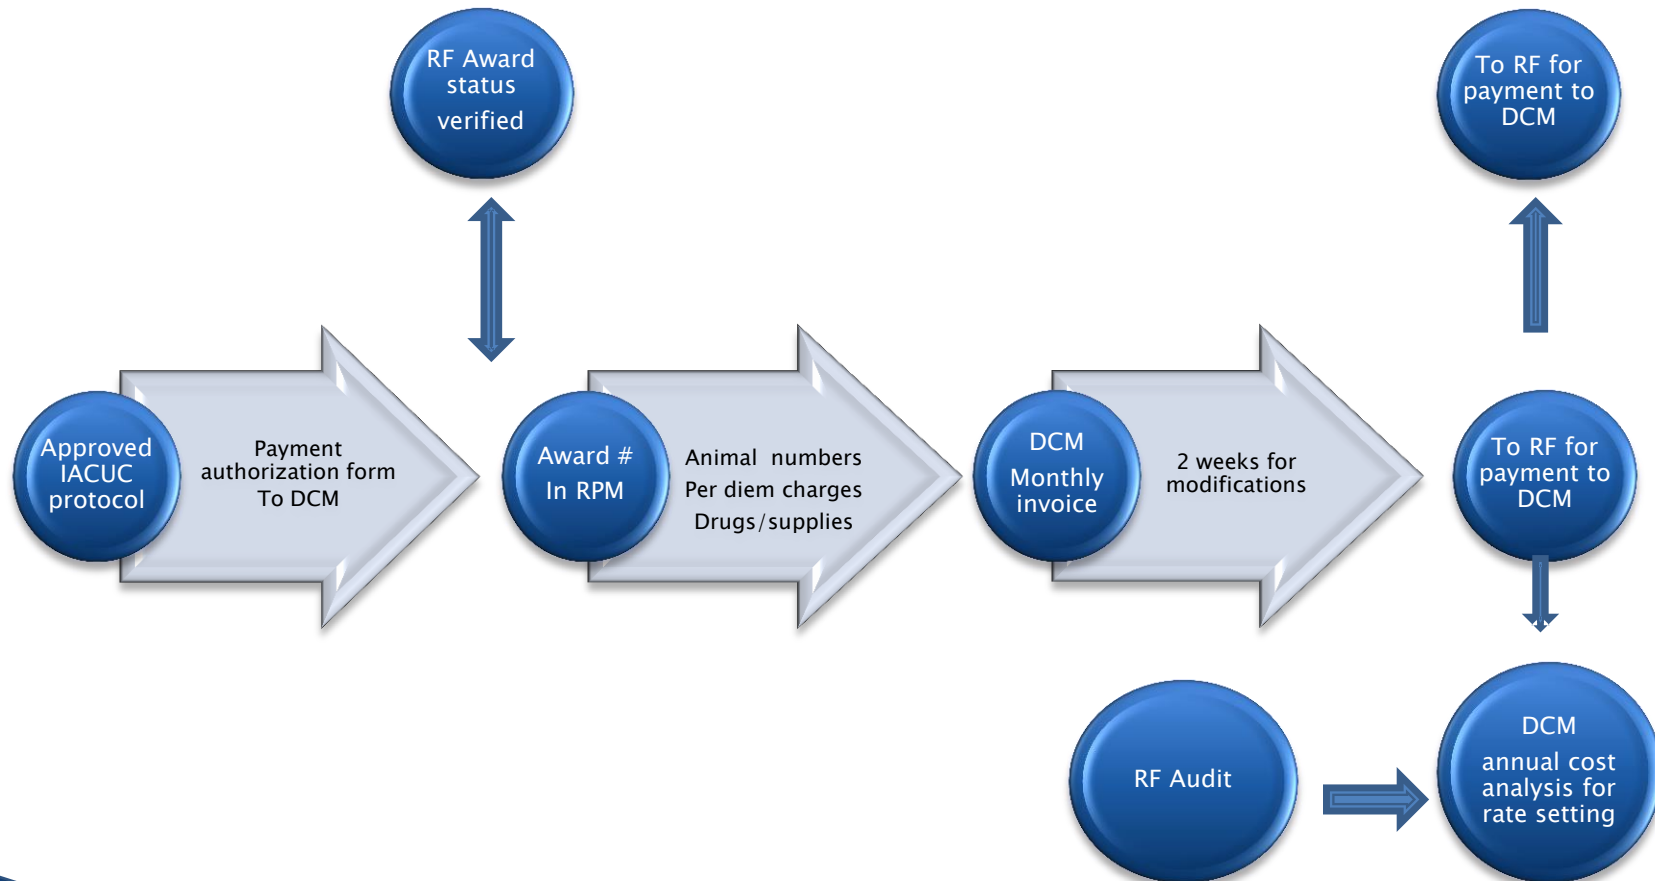 RF Award
status
verified
To RF for
payment to
DCM
Approved
IACUC
protocol
Payment
authorization form
To DCM
Award #
In RPM
Animal numbers
Per diem charges
Drugs/supplies
DCM
Monthly
invoice
2 weeks for
modifications
To RF for
payment to
DCM
RF Audit
DCM
annual cost
analysis for
rate setting